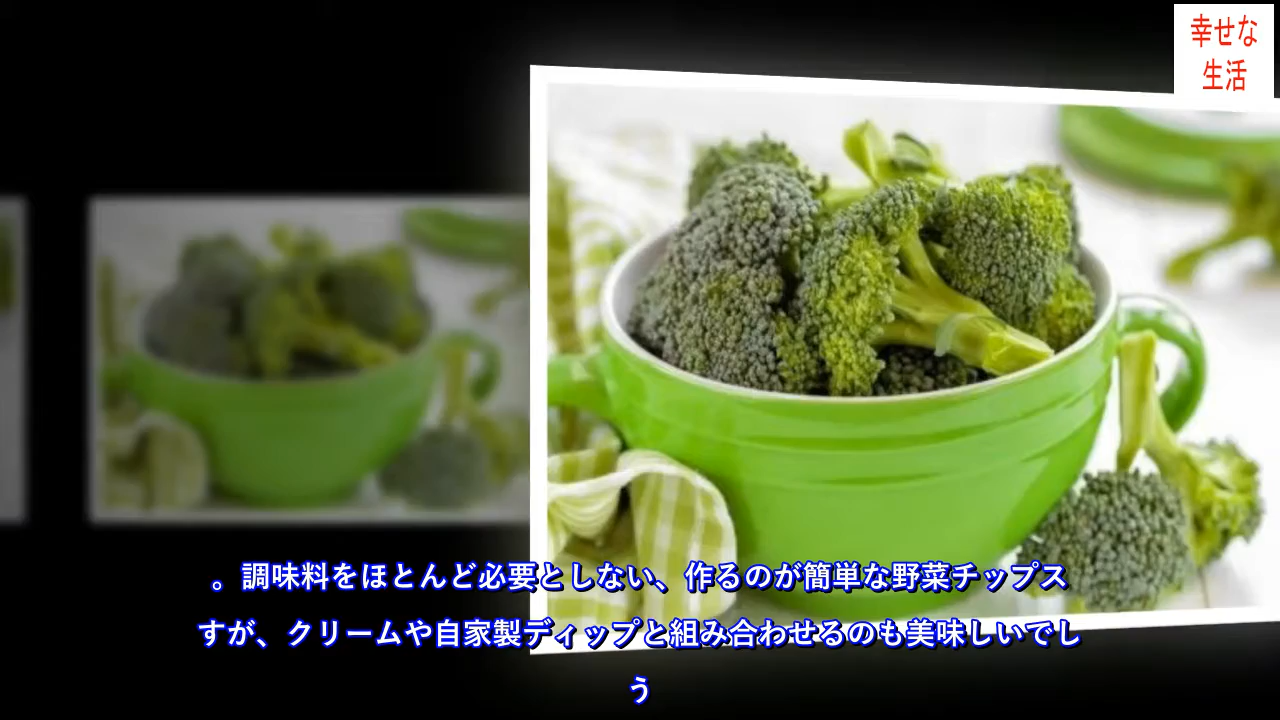 幸せな
生活
。調味料をほとんど必要としない、作るのが簡単な野菜チップス
すが、クリームや自家製ディップと組み合わせるのも美味しいでし
う